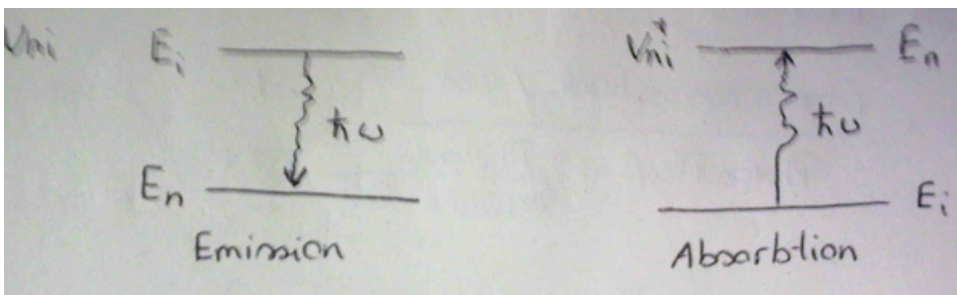 Vni Ei Vni* En
ħω ħω
En Ei
Emission Absorbtion